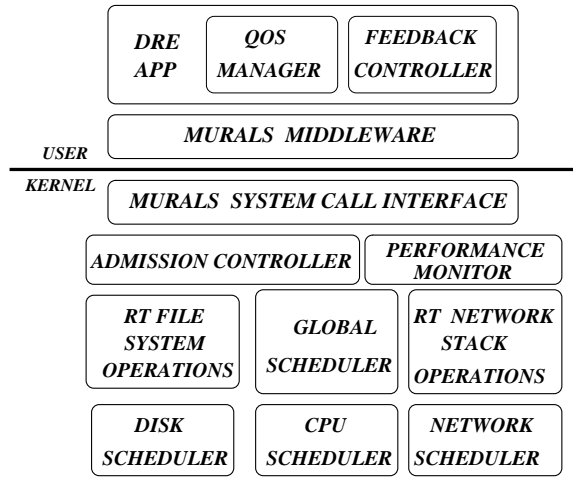 DRE
APP
QOS
MANAGER
FEEDBACK
CONTROLLER
MURALS MIDDLEWARE
USER
KERNEL
MURALS SYSTEM CALL INTERFACE
ADMISSION CONTROLLER
PERFORMANCE
MONITOR
RT FILE
SYSTEM
OPERATIONS
GLOBAL
SCHEDULER
RT NETWORK
STACK
OPERATIONS
DISK
SCHEDULER
CPU
SCHEDULER
NETWORK
SCHEDULER